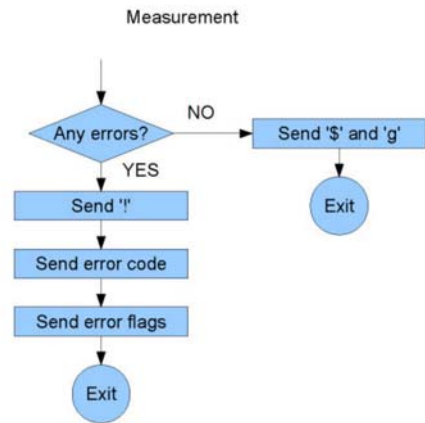 Measurement
Any errors?
NO
Send '$' and 'g'
YES
Exit
Send '!'
Send error code
Send error flags
Exit